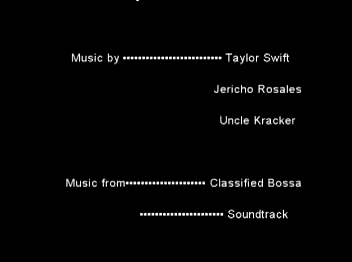 Music by ▪▪▪▪▪▪▪▪▪▪▪▪▪▪▪▪▪▪▪▪▪▪▪▪▪▪ Taylor Swift
Jericho Rosales
Uncle Kracker
Music from▪▪▪▪▪▪▪▪▪▪▪▪▪▪▪▪▪▪▪▪▪ Classified Bossa
▪▪▪▪▪▪▪▪▪▪▪▪▪▪▪▪▪▪▪▪▪▪ Soundtrack